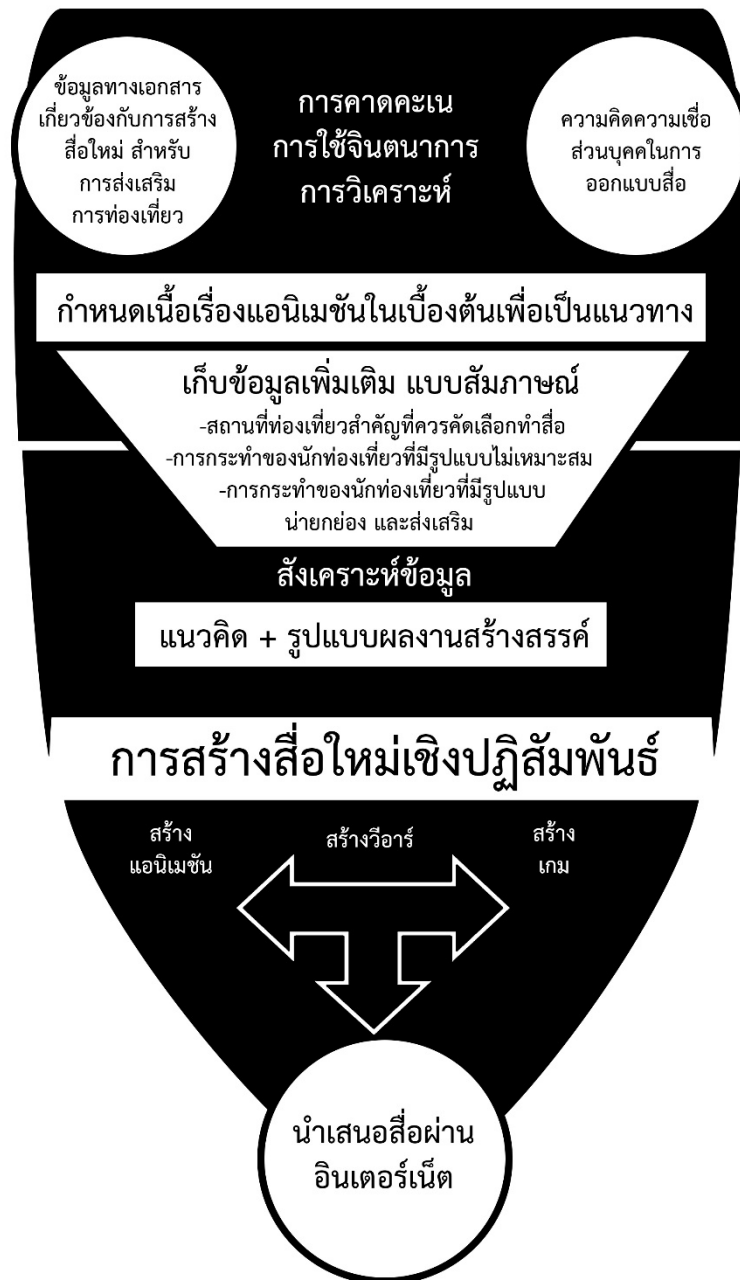 ข้อมูลทางเอกสาร
เกี่ยวข้องกับการสร้าง
สื่อใหม่ สำหรับ
การส่งเสริม
การท่องเที่ยว
การคาดคะเน
การใช้จินตนาการ
การวิเคราะห์
ความคิดความเชื่อ
ส่วนบุคคในการ
ออกแบบสื่อ
กำหนดเนื้อเรื่องแอนิเมชันในเบื้องต้นเพื่อเป็นแนวทาง
เก็บข้อมูลเพิ่มเติม แบบสัมภาษณ์
-สถานที่ท่องเที่ยวสำคัญที่ควรคัดเลือกทำสื่อ
-การกระทำของนักท่องเที่ยวที่มีรูปแบบไม่เหมาะสม
-การกระทำของนักท่องเที่ยวที่มีรูปแบบ
น่ายกย่อง และส่งเสริม
สังเคราะห์ข้อมูล
แนวคิด + รูปแบบผลงานสร้างสรรค์
การสร้างสื่อใหม่เชิงปฏิสัมพันธ์
สร้าง
แอนิเมชัน
สร้างวีอาร์
สร้าง
เกม
นำเสนอสื่อผ่าน
อินเตอร์เน็ต